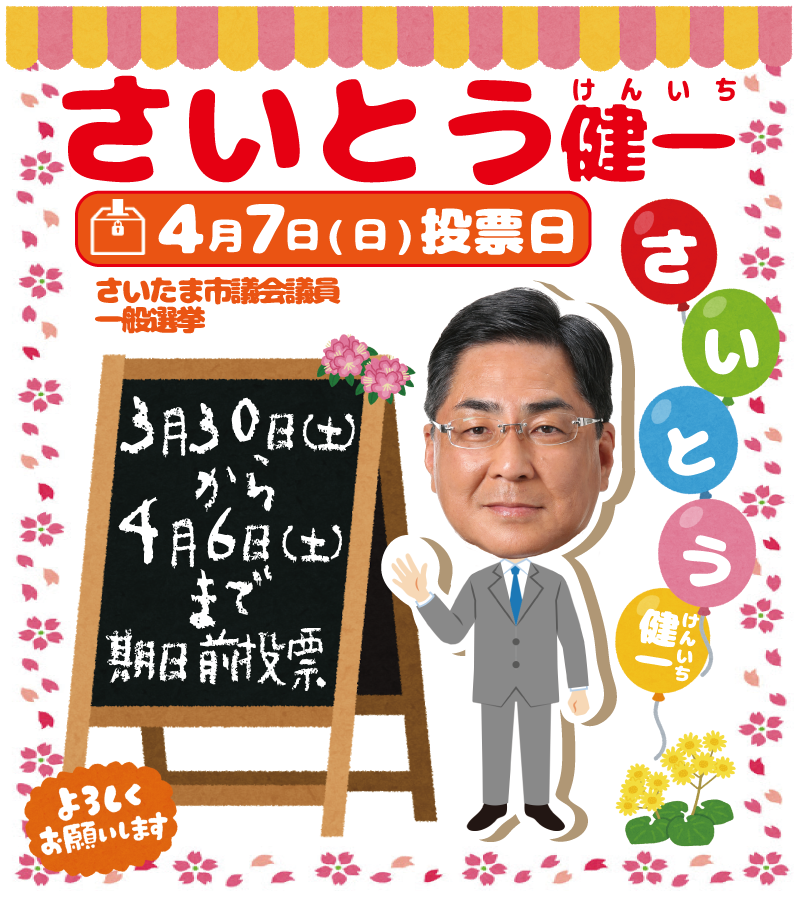 けんいち
さいとう健一
4月7日(日)投票日
さいたま市議会議員
一般選挙
3月30日(土)
から
4月6日(土)
まで
期日前投票
さ
い
と
う
健一
けんいち
よろしく
お願いします